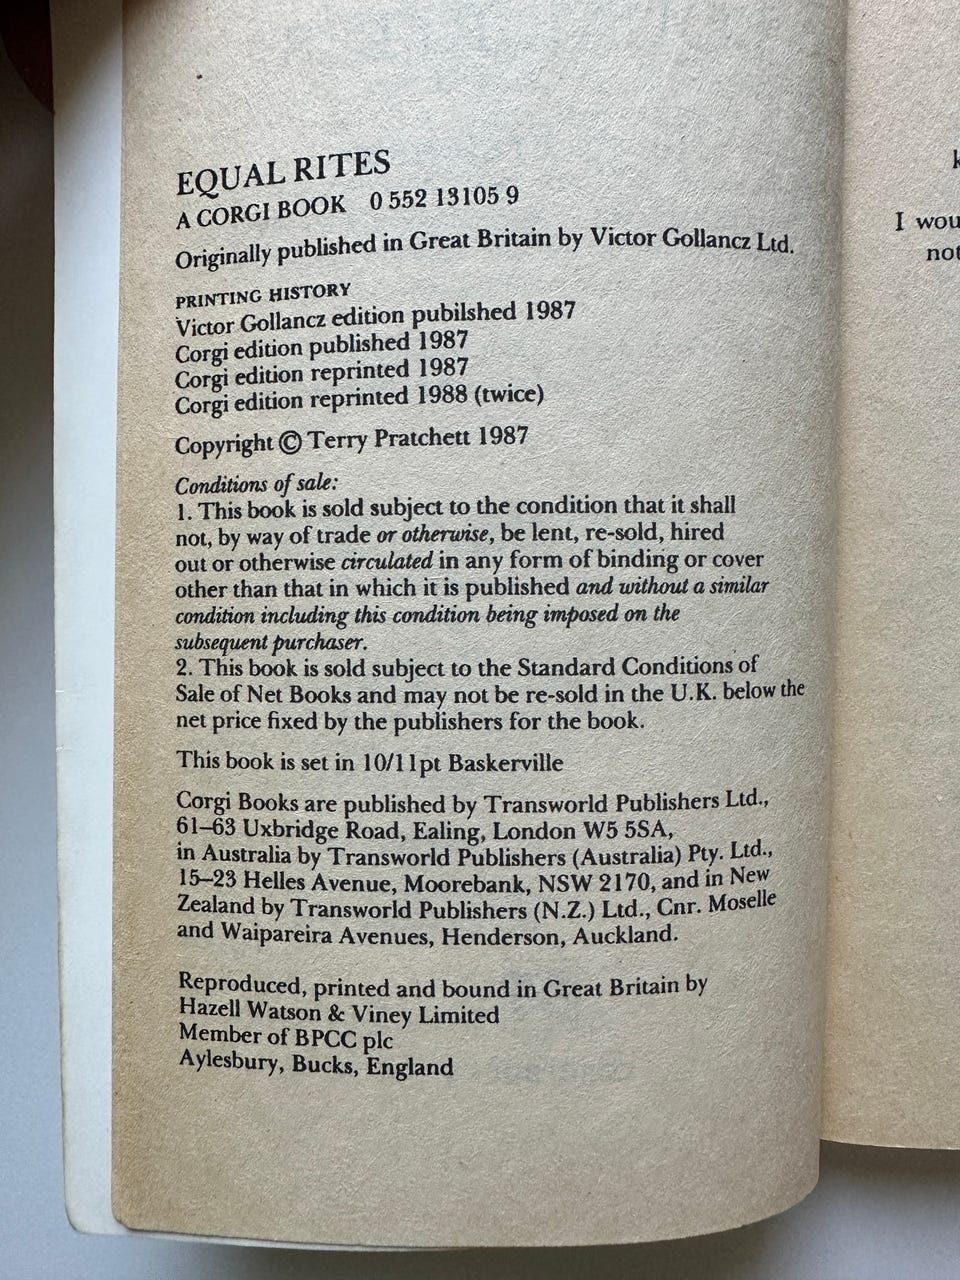 EQUAL RITES
A CORGI BOOK 0 552 13105 9
Originally published in Great Britain by Victor Gollancz Ltd.
PRINTING HISTORY
Victor Gollancz edition pubilshed 1987
Corgi edition published 1987
Corgi edition reprinted 1987
Corgi edition reprinted 1988 (twice)
Copyright © Terry Pratchett 1987
Conditions of sale:
1. This book is sold subject to the condition that it shall
not, by way of trade or otherwise, be lent, re-sold, hired
out or otherwise circulated in any form of binding or cover
other than that in which it is published and without a similar
condition including this condition being imposed on the
subsequent purchaser.
2. This book is sold subject to the Standard Conditions of
Sale of Net Books and may not be re-sold in the U.K. below the
net price fixed by the publishers for the book.
This book is set in 10/11pt Baskerville
Corgi Books are published by Transworld Publishers Ltd.,
61–63 Uxbridge Road, Ealing, London W5 5SA,
in Australia by Transworld Publishers (Australia) Pty. Ltd.,
15–23 Helles Avenue, Moorebank, NSW 2170, and in New
Zealand by Transworld Publishers (N.Z.) Ltd., Cnr. Moselle
and Waipareira Avenues, Henderson, Auckland.
Reproduced, printed and bound in Great Britain by
Hazell Watson & Viney Limited
Member of BPCC plc
Aylesbury, Bucks, England
I wou
not